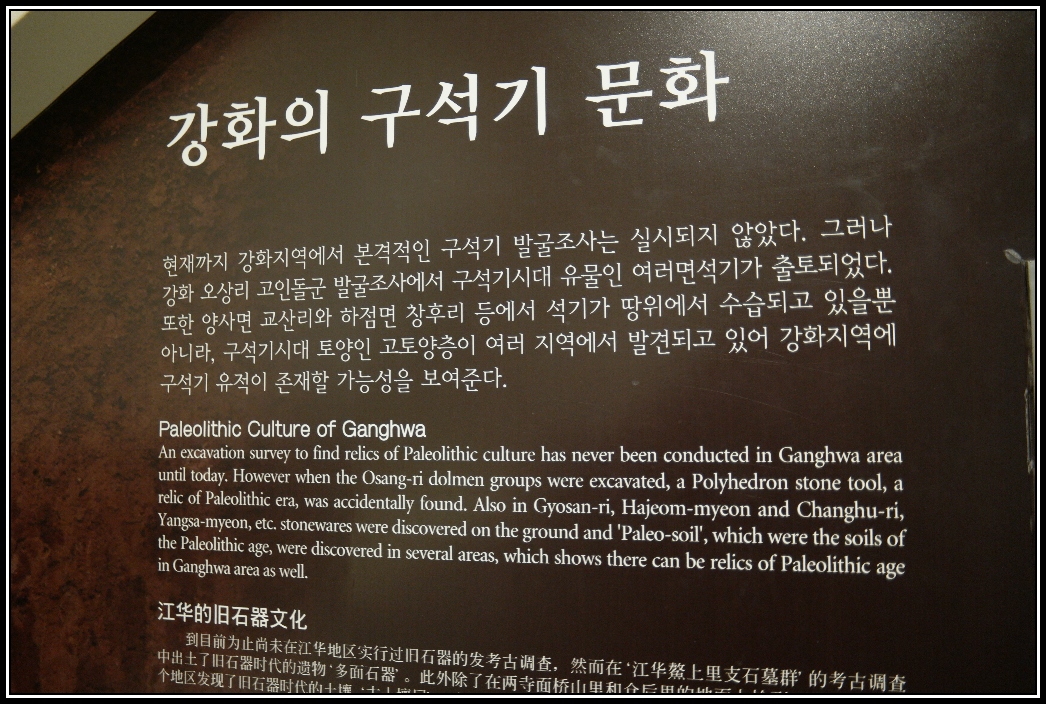 강화의 구석기 문화
현재까지 강화지역에서 본격적인 구석기 발굴조사는 실시되지 않았다. 그러나
강화 오상리 고인돌군 발굴조사에서 구석기시대 유물인 여러면석기가 출토되었다.
또한 양사면 교산리와 하점면 창후리 등에서 석기가 땅위에서 수습되고 있을뿐
아니라, 구석기시대 토양인 고토양층이 여러 지역에서 발견되고 있어 강화지역에
구석기 유적이 존재할 가능성을 보여준다.
Paleolithic Culture of Ganghwa
An excavation survey to find relics of Paleolithic culture has never been conducted in Ganghwa area
until today. However when the Osang-ri dolmen groups were excavated, a Polyhedron stone tool, a
relic of Paleolithic era, was accidentally found. Also in Gyosan-ri, Hajeom-myeon and Changhu-ri,
Yangsa-myeon, etc. stonewares were discovered on the ground and 'Paleo-soil', which were the soils of
the Paleolithic age, were discovered in several areas, which shows there can be relics of Paleolithic age
in Ganghwa area as well.
江华的旧石器文化
到目前为止尚未在江华地区实行过旧石器的发考古调查，然而在‘江华鳌上里支石墓群’的考古调查
中出土了旧石器时代的遗物‘多面石器’。此外除了在两寺面桥山里和
个地区发现了旧石器时代的土壤